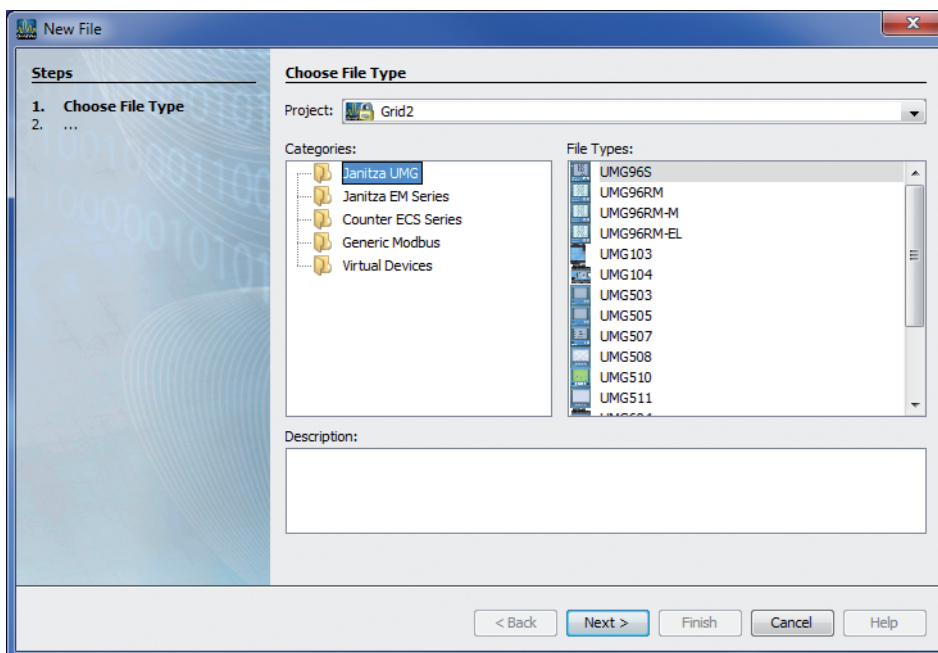 New File
Steps
1. Choose File Type
2. ...
Choose File Type
Project: Grid2
Categories:
Janitza UMG
Janitza EM Series
Counter ECS Series
Generic Modbus
Virtual Devices
File Types:
UMG96S
UMG96RM
UMG96RM-M
UMG96RM-EL
UMG103
UMG104
UMG503
UMG505
UMG507
UMG508
UMG510
UMG511
Description:
< Back
Next >
Finish
Cancel
Help